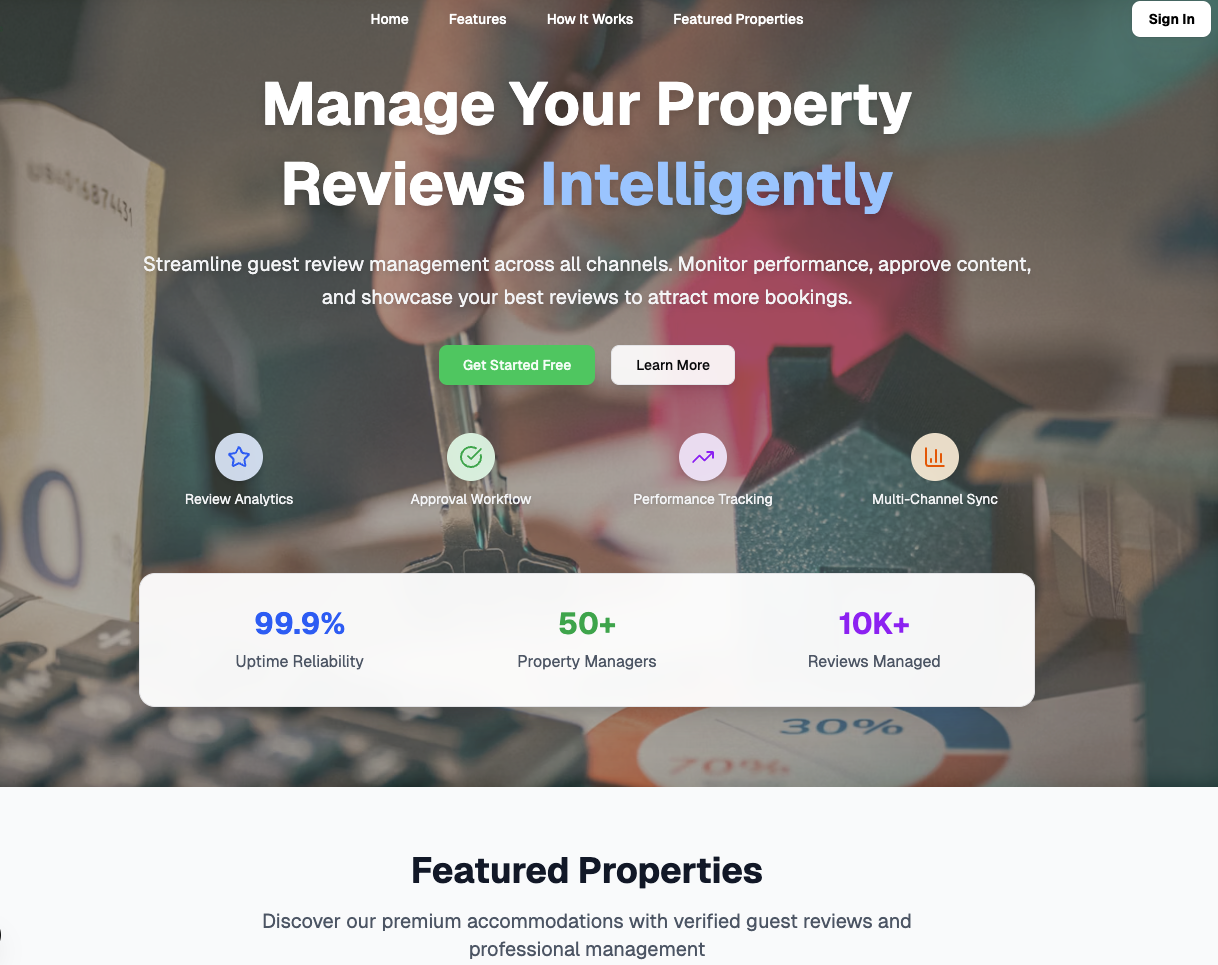 Home Features How It Works Featured Properties Sign In
Manage Your Property
Reviews Intelligently
Streamline guest review management across all channels. Monitor performance, approve content,
and showcase your best reviews to attract more bookings.
Get Started Free Learn More
Review Analytics Approval Workflow Performance Tracking Multi-Channel Sync
99.9% 50+ 10K+
Uptime Reliability Property Managers Reviews Managed
30%
70%
Featured Properties
Discover our premium accommodations with verified guest reviews and
professional management